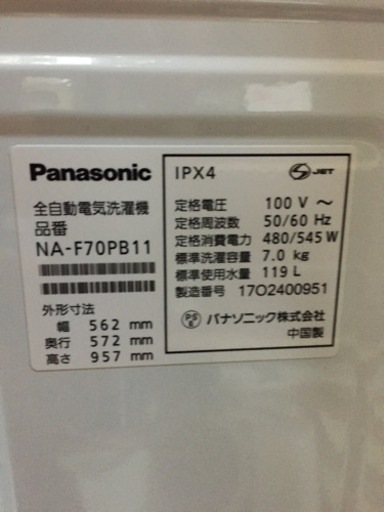 Panasonic
全自動電気洗濯機
品番
NA-F70PB11
外形寸法
幅 562 mm
奥行 572 mm
高さ 957 mm
IPX4
S JET
定格電圧 100 V ~
定格周波数 50/60 Hz
定格消費電力 480/545 W
標準洗濯容量 7.0 kg
標準使用水量 119 L
製造番号 17O2400951
PS E パナソニック株式会社
中国製